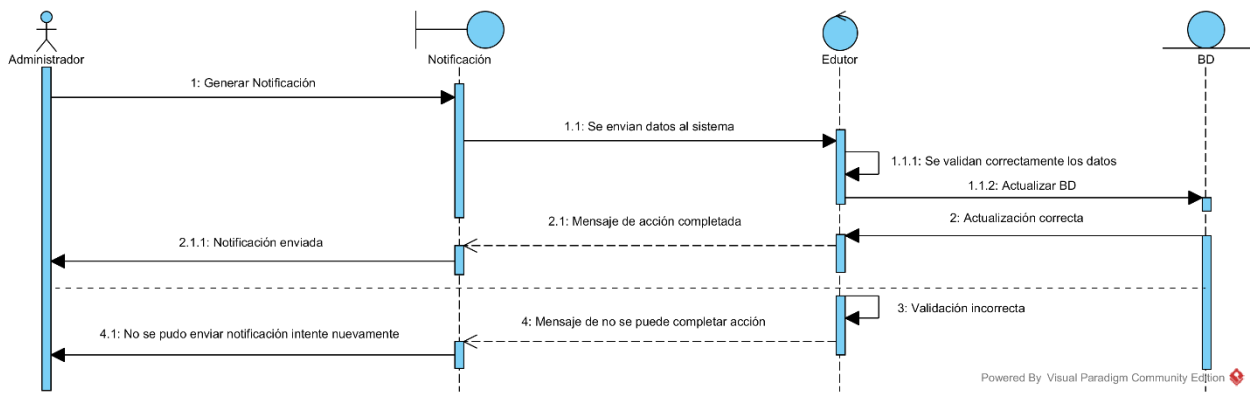 Administrador
Notificación
Edutor
BD
1: Generar Notificación
1.1: Se envian datos al sistema
1.1.1: Se validan correctamente los datos
1.1.2: Actualizar BD
2: Actualización correcta
2.1: Mensaje de acción completada
2.1.1: Notificación enviada
3: Validación incorrecta
4: Mensaje de no se puede completar acción
4.1: No se pudo enviar notificación intente nuevamente
Powered By Visual Paradigm Community Edition